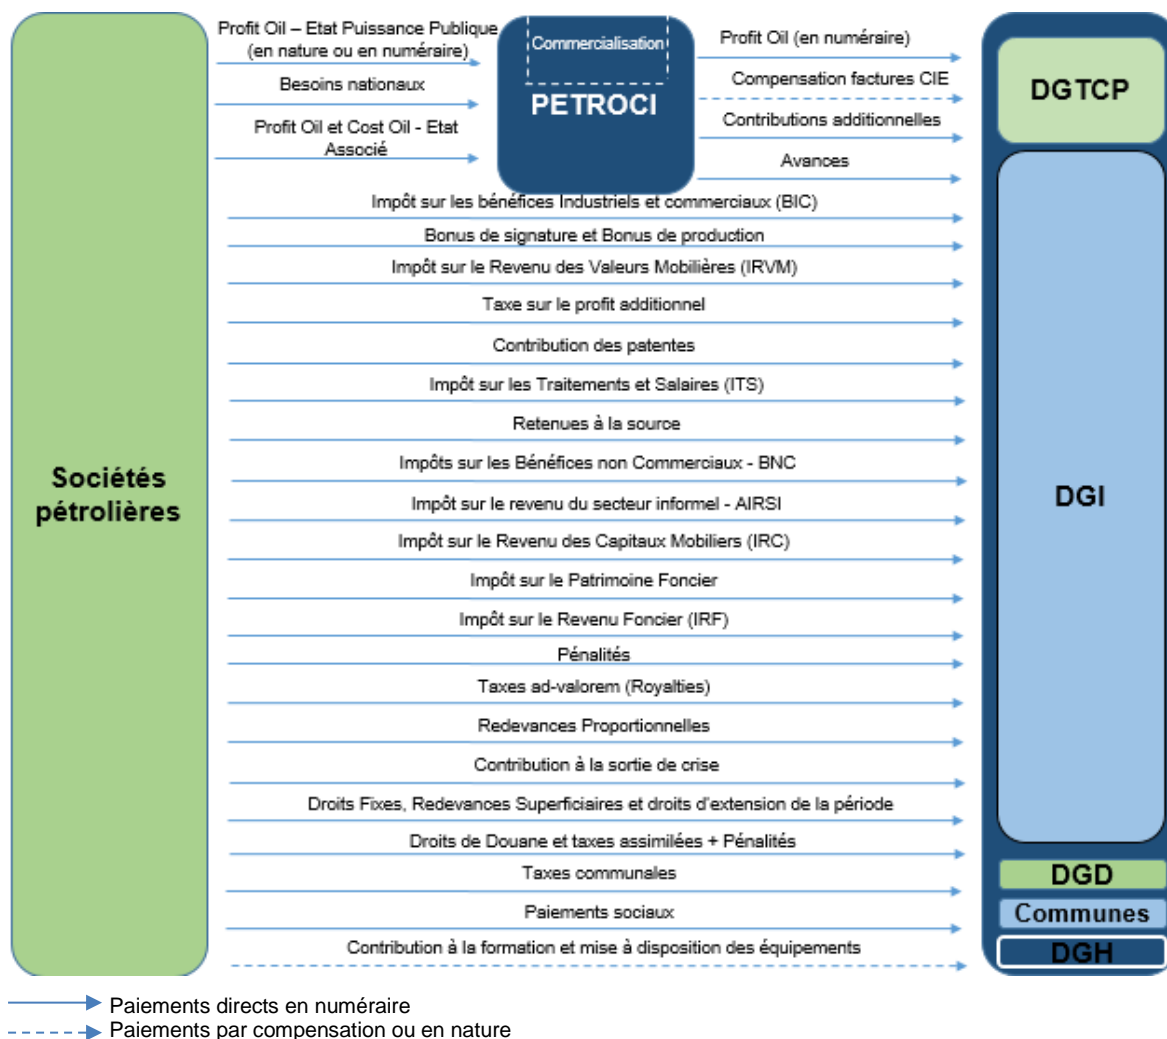 Profit Oil – Etat Puissance Publique
(en nature ou en numéraire)
Besoins nationaux
Profit Oil et Cost Oil - Etat
Associé
Commercialisation
PETROCI
Profit Oil (en numéraire)
Compensation factures CIE
Contributions additionnelles
Avances
DGTCP
Impôt sur les bénéfices Industriels et commerciaux (BIC)
Bonus de signature et Bonus de production
Impôt sur le Revenu des Valeurs Mobilières (IRVM)
Taxe sur le profit additionnel
Contribution des patentes
Impôt sur les Traitements et Salaires (ITS)
Retenues à la source
Impôts sur les Bénéfices non Commerciaux - BNC
Impôt sur le revenu du secteur informel - AIRSI
Impôt sur le Revenu des Capitaux Mobiliers (IRC)
Impôt sur le Patrimoine Foncier
Impôt sur le Revenu Foncier (IRF)
Pénalités
Taxes ad-valorem (Royalties)
Redevances Proportionnelles
Contribution à la sortie de crise
Droits Fixes, Redevances Superficiaires et droits d'extension de la période
Droits de Douane et taxes assimilées + Pénalités
Taxes communales
Paiements sociaux
Contribution à la formation et mise à disposition des équipements
Sociétés
pétrolières
DGI
DGD
Communes
DGH
Paiements directs en numéraire
Paiements par compensation ou en nature